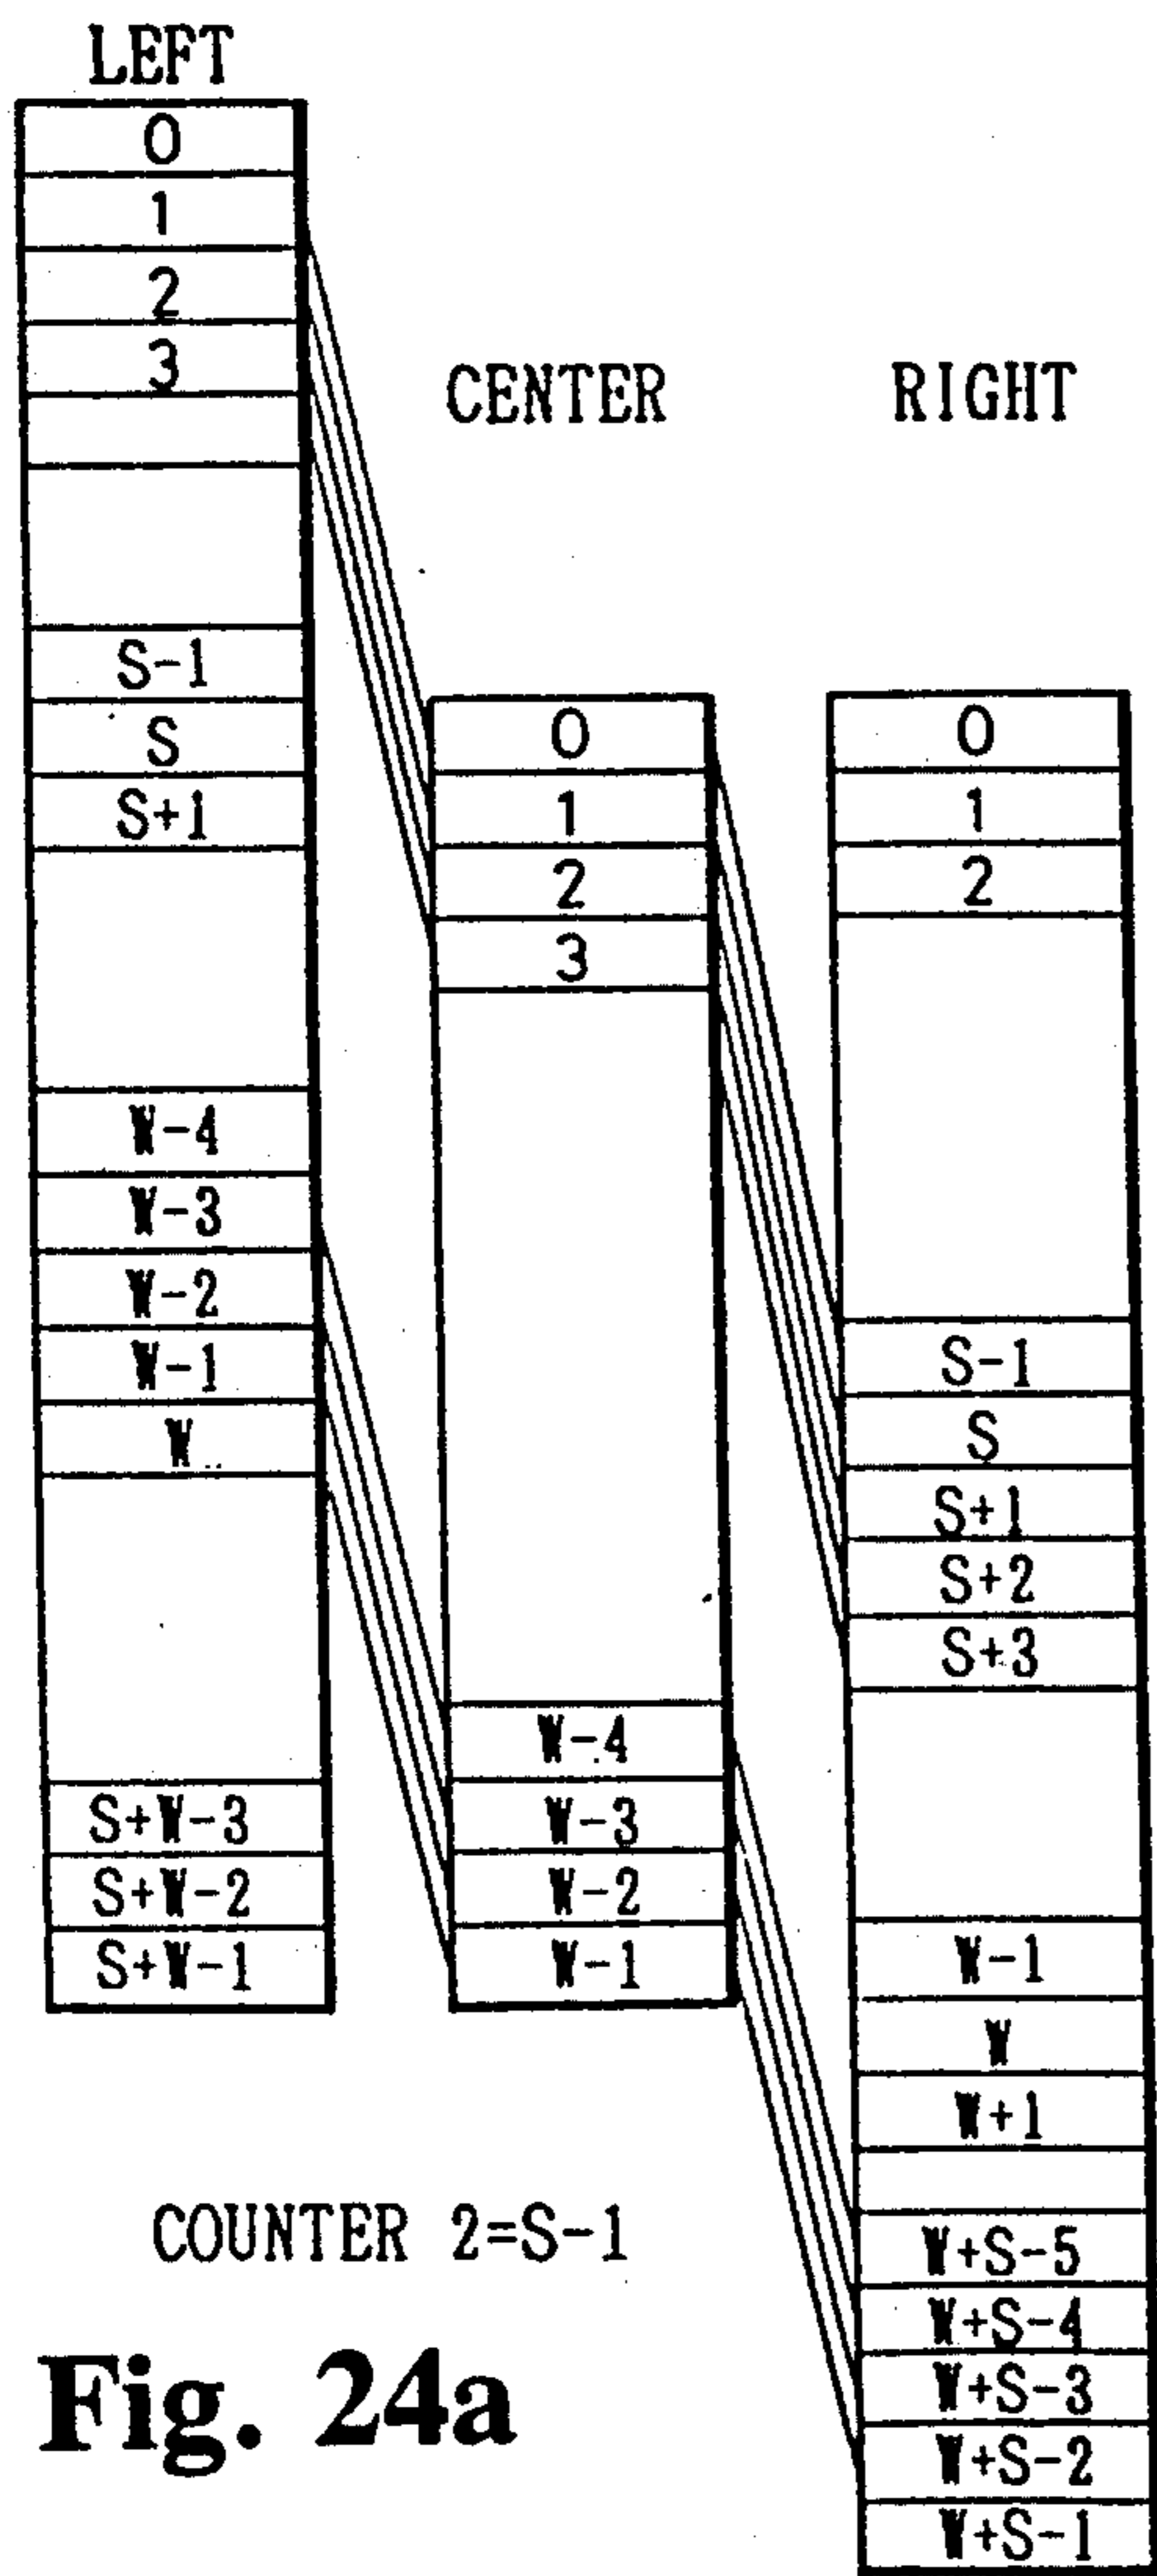 LEFT
0
1
2
3
S-1
S
S+1
W-4
W-3
W-2
W-1
W
S+W-3
S+W-2
S+W-1
CENTER
0
1
2
3
W-4
W-3
W-2
W-1
RIGHT
0
1
2
S-1
S
S+1
S+2
S+3
W-1
W
W+1
W+S-5
W+S-4
W+S-3
W+S-2
W+S-1
COUNTER 2=S-1
Fig. 24a